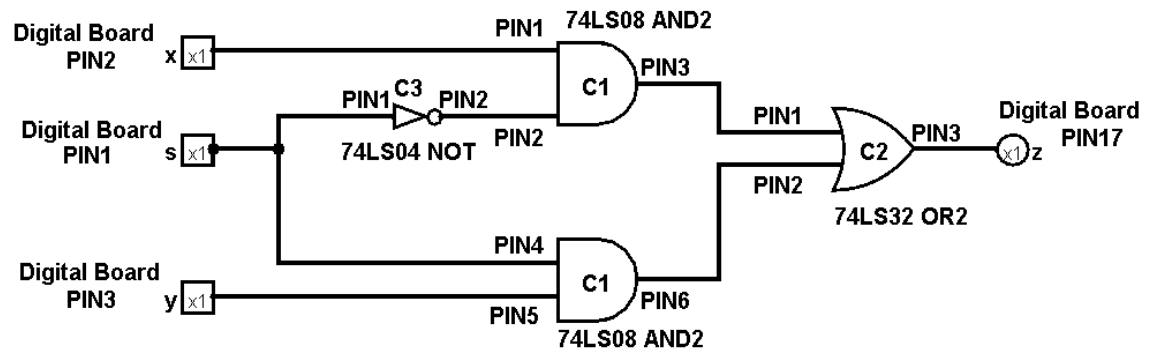 74LS08 AND2
Digital Board
PIN2
x
x1
PIN1
C1
PIN3
C3
PIN1
PIN2
PIN2
74LS04 NOT
Digital Board
PIN1
s
x1
PIN1
PIN2
C2
PIN3
74LS32 OR2
Digital Board
PIN17
x1
z
Digital Board
PIN3
y
x1
PIN4
PIN5
C1
PIN6
74LS08 AND2